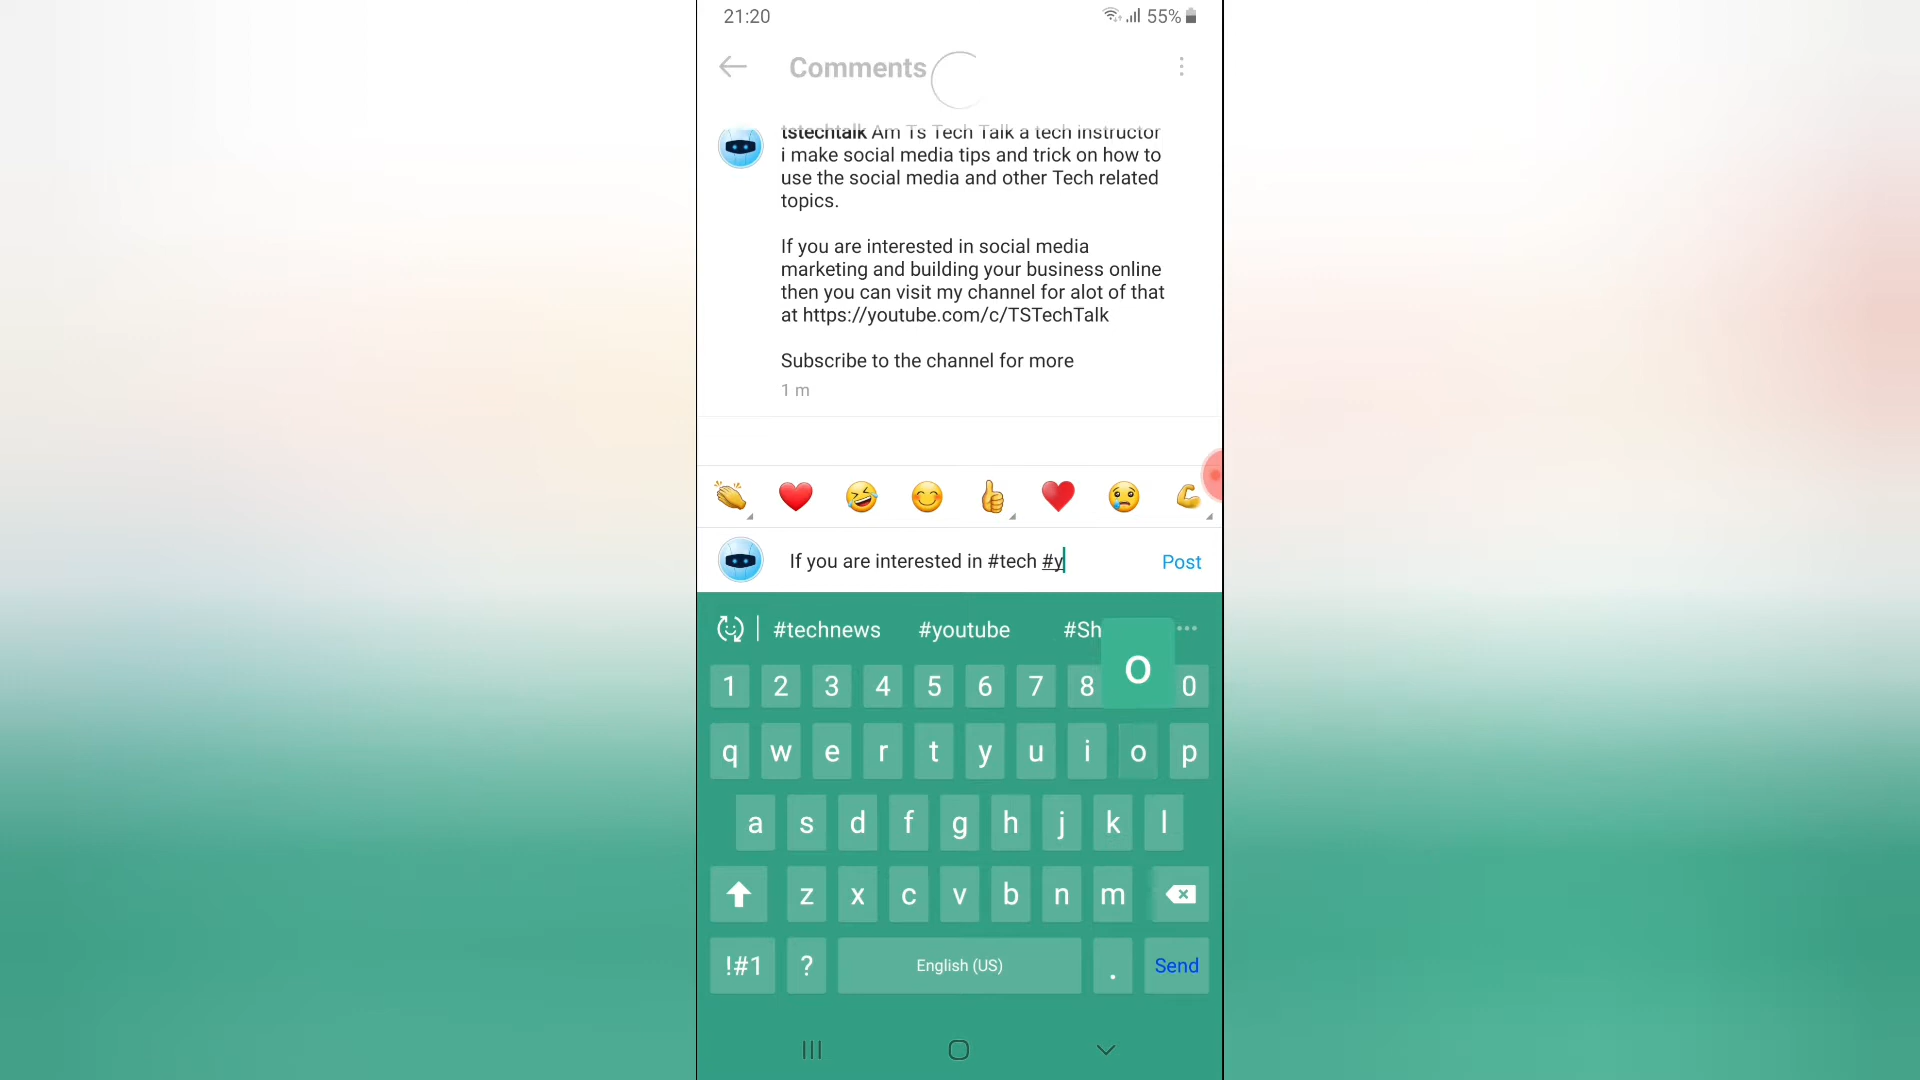 21:20
55%
Comments
tstechtalk Am Ts Tech Talk a tech instructor
i make social media tips and trick on how to
use the social media and other Tech related
topics.
If you are interested in social media
marketing and building your business online
then you can visit my channel for alot of that
at https://youtube.com/c/TSTechTalk
Subscribe to the channel for more
1 m
If you are interested in #tech #y
Post
#technews #youtube #Sh
o
1 2 3 4 5 6 7 8 0
q w e r t y u i o p
a s d f g h j k l
z x c v b n m
!#1 ? English (US) . Send